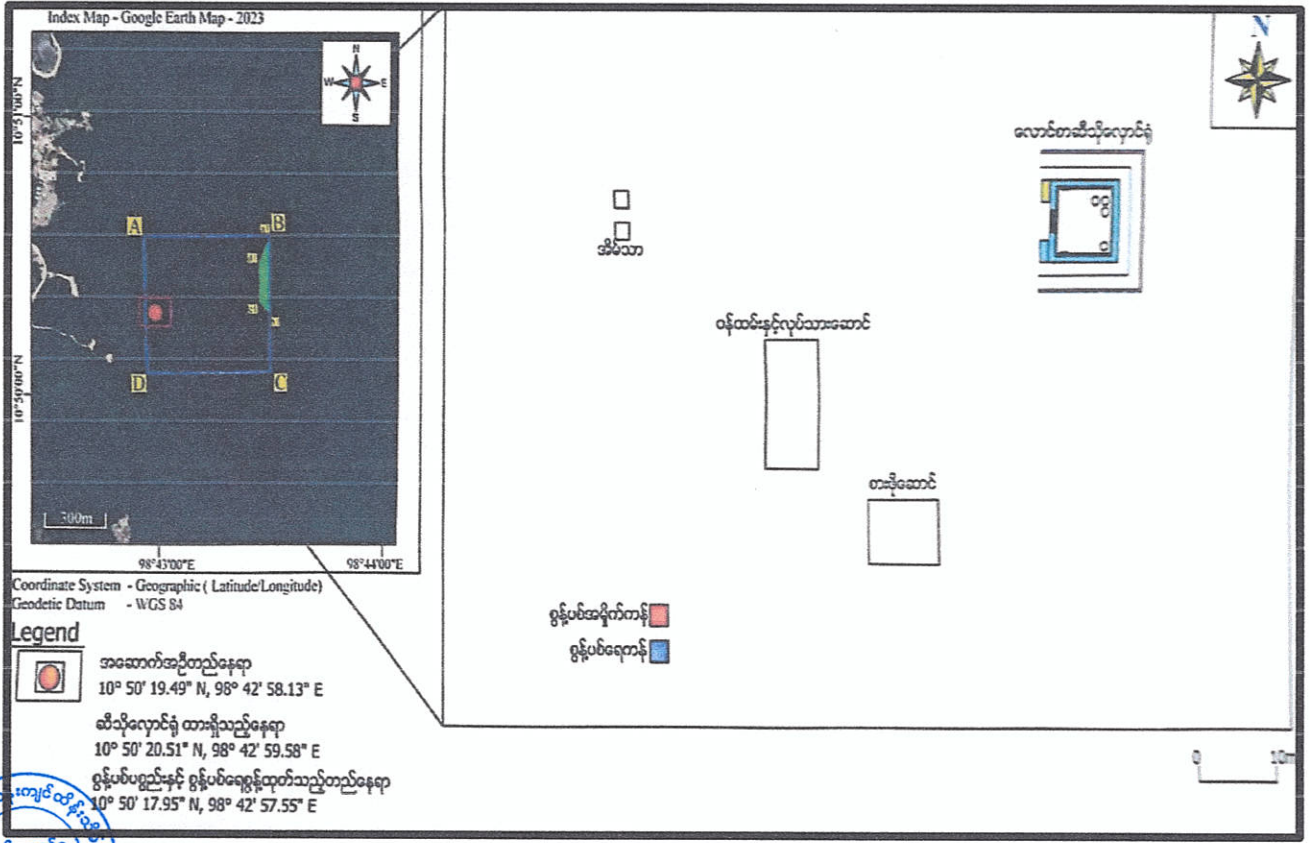 Index Map - Google Earth Map - 2023
N
W
E
S
10°51'00"N
A
B
D
C
10°50'00"N
300m
98°43'00"E
98°44'00"E
Coordinate System - Geographic ( Latitude/Longitude)
Geodetic Datum - WGS 84
Legend
အဆောက်အဦတည်နေရာ
10° 50' 19.49" N, 98° 42' 58.13" E
ဆီသိုလှောင်ရုံ ထားရှိသည့်နေရာ
10° 50' 20.51" N, 98° 42' 59.58" E
စွန့်ပစ်ပစ္စည်းနှင့် စွန့်ပစ်ရေစွန့်ထုတ်သည့်တည်နေရာ
10° 50' 17.95" N, 98° 42' 57.55" E
N
လောင်စာဆီသိုလှောင်ရုံ
အိမ်သာ
ဝန်ထမ်းနှင့်လုပ်သားဆောင်
စားဖိုဆောင်
စွန့်ပစ်အမှိုက်ကန်
စွန့်ပစ်ရေကန်
0
10m